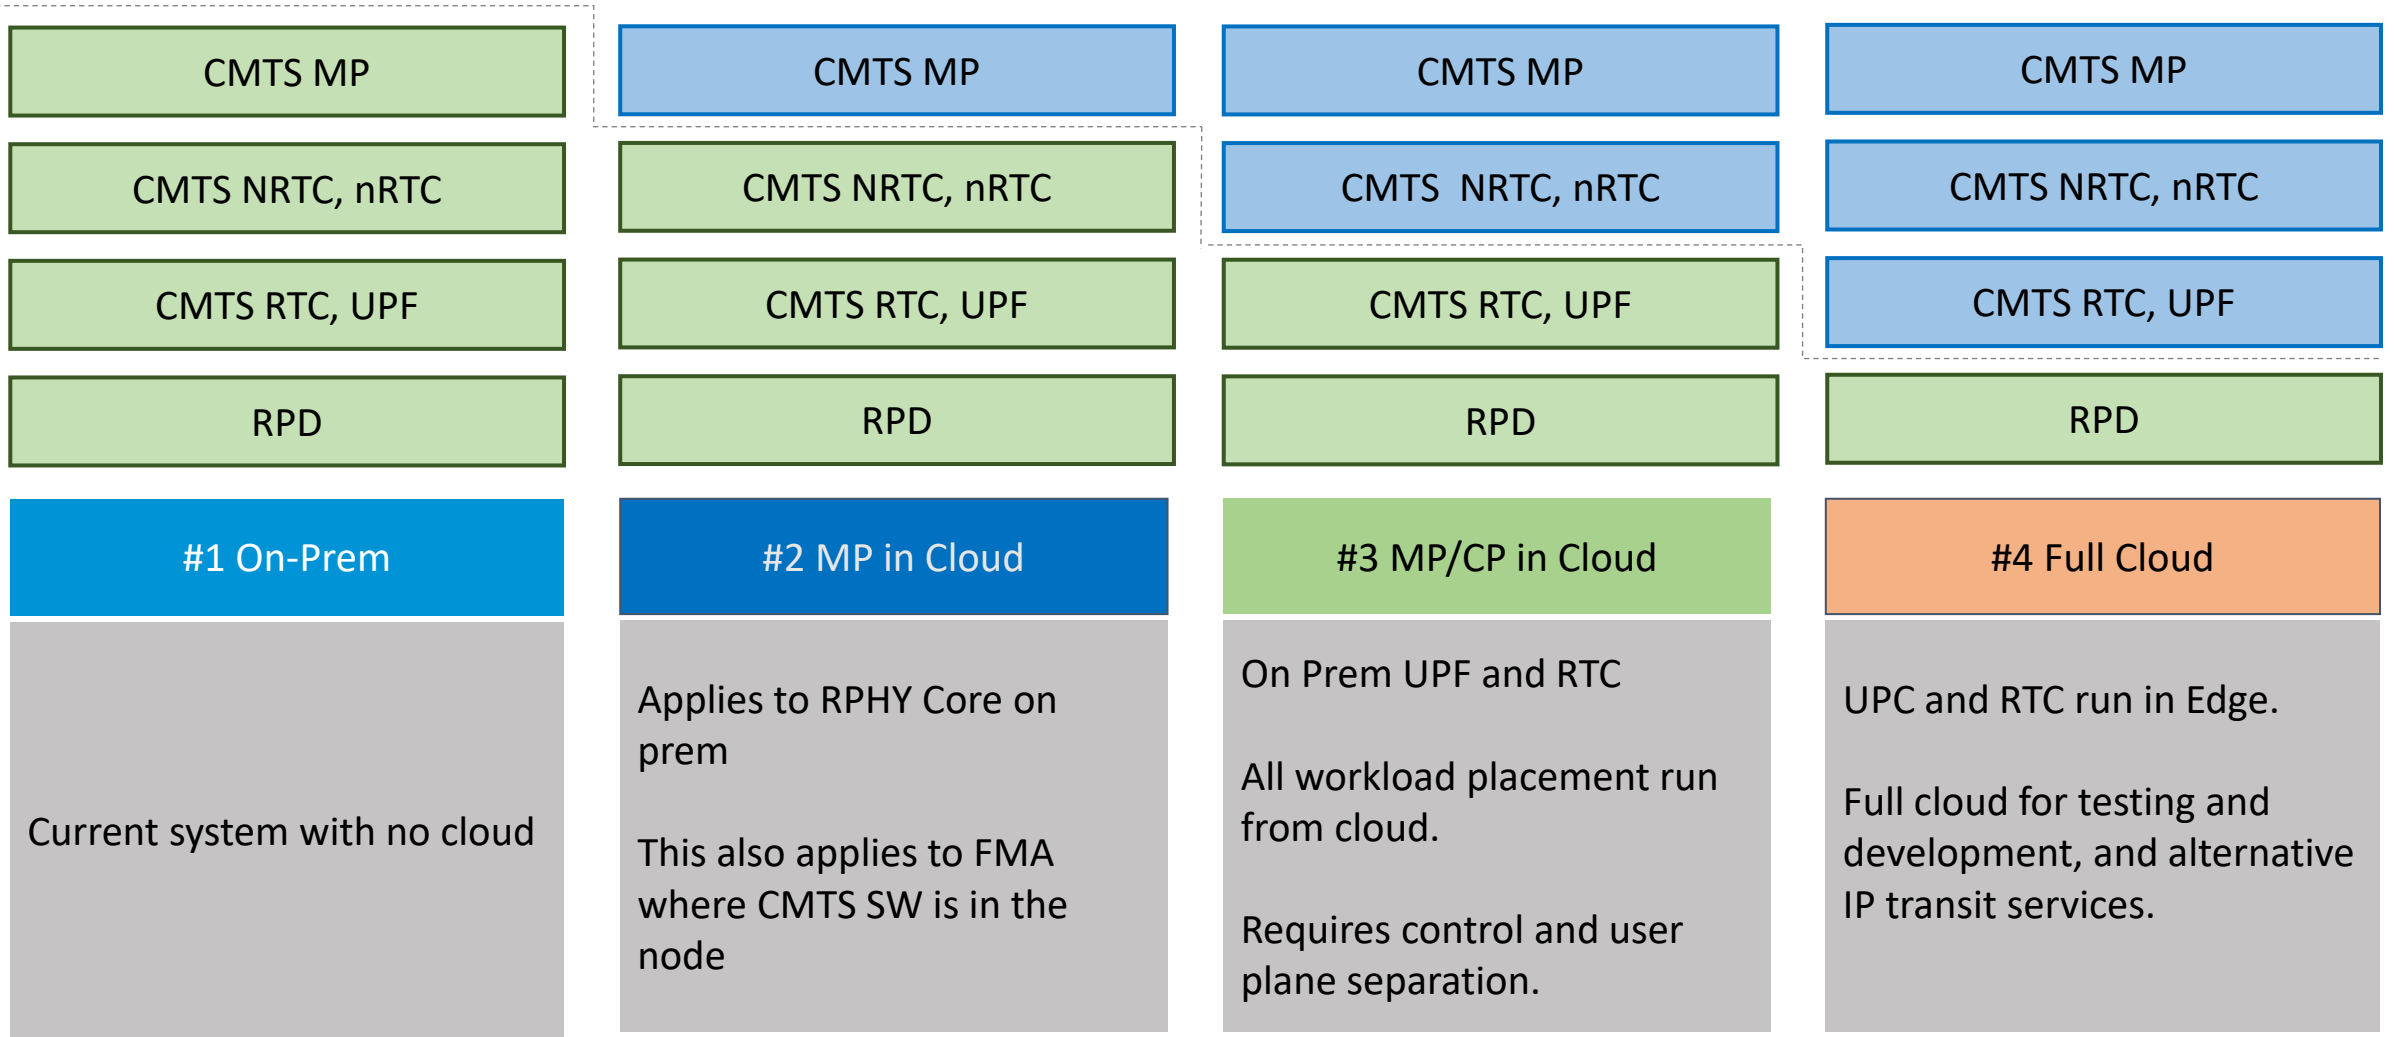 CMTS MP
CMTS MP
CMTS MP
CMTS MP
CMTS NRTC, nRTC
CMTS NRTC, nRTC
CMTS  NRTC, nRTC
CMTS NRTC, nRTC
CMTS RTC, UPF
CMTS RTC, UPF
CMTS RTC, UPF
CMTS RTC, UPF
RPD
RPD
RPD
RPD
#1 On-Prem
#2 MP in Cloud
#3 MP/CP in Cloud
#4 Full Cloud
Current system with no cloud
Applies to RPHY Core on
prem
This also applies to FMA
where CMTS SW is in the
node
On Prem UPF and RTC
All workload placement run
from cloud.
Requires control and user
plane separation.
UPC and RTC run in Edge.
Full cloud for testing and
development, and alternative
IP transit services.